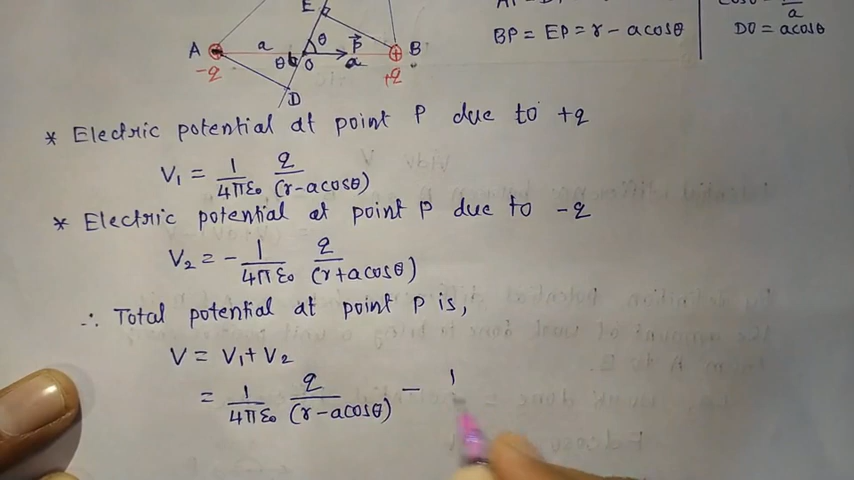 E
BP = EP = r - acosθ
a
DO = acosθ
A a θ θ O P⃗ a B
-q +q
D
* Electric potential at point P due to +q
V₁ = 1/4πε₀ q/(r-acosθ)
* Electric potential at point P due to -q
V₂ = - 1/4πε₀ q/(r+acosθ)
∴ Total potential at point P is,
V = V₁ + V₂
= 1/4πε₀ q/(r-acosθ) - 1